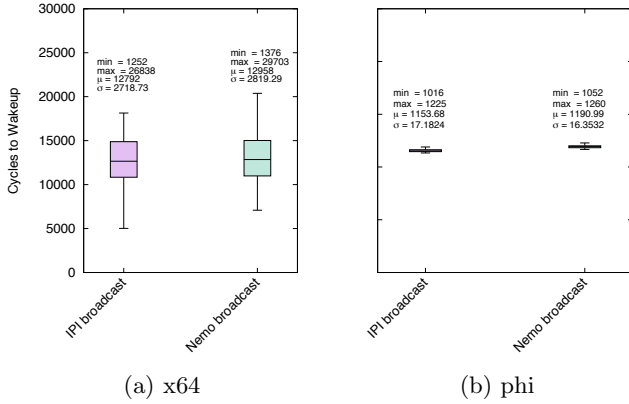 30000
25000
20000
15000
10000
5000
0
Cycles to Wakeup
min = 1252
max = 26838
μ = 12792
σ = 2718.73
min = 1376
max = 29703
μ = 12958
σ = 2819.29
IPI broadcast
Nemo broadcast
(a) x64
min = 1016
max = 1225
μ = 1153.68
σ = 17.1824
min = 1052
max = 1260
μ = 1190.99
σ = 16.3532
IPI broadcast
Nemo broadcast
(b) phi